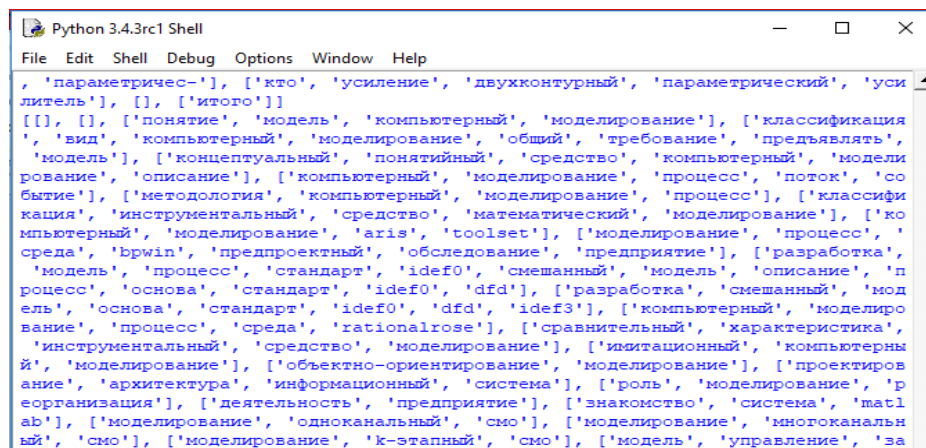 Python 3.4.3rc1 Shell
File Edit Shell Debug Options Window Help
, 'параметричес-'], ['кто', 'усиление', 'двухконтурный', 'параметрический', 'уси
литель'], [], ['итого']]
[[], [], ['понятие', 'модель', 'компьютерный', 'моделирование'], ['классификация
', 'вид', 'компьютерный', 'моделирование', 'общий', 'требование', 'предъявлять',
'модель'], ['концептуальный', 'понятийный', 'средство', 'компьютерный', 'модели
рование', 'описание'], ['компьютерный', 'моделирование', 'процесс', 'поток', 'со
бытие'], ['методология', 'компьютерный', 'моделирование', 'процесс'], ['классифи
кация', 'инструментальный', 'средство', 'математический', 'моделирование'], ['ко
мпьютерный', 'моделирование', 'aris', 'toolset'], ['моделирование', 'процесс', '
среда', 'bpwin', 'предпроектный', 'обследование', 'предприятие'], ['разработка',
'модель', 'процесс', 'стандарт', 'idef0', 'смешанный', 'модель', 'описание', 'п
роцесс', 'основа', 'стандарт', 'idef0', 'dfd'], ['разработка', 'смешанный', 'мод
ель', 'основа', 'стандарт', 'idef0', 'dfd', 'idef3'], ['компьютерный', 'моделиро
вание', 'процесс', 'среда', 'rationalrose'], ['сравнительный', 'характеристика',
'инструментальный', 'средство', 'моделирование'], ['имитационный', 'компьютерны
й', 'моделирование'], ['объектно-ориентирование', 'моделирование'], ['проектиров
ание', 'архитектура', 'информационный', 'система'], ['роль', 'моделирование', 'р
еорганизация'], ['деятельность', 'предприятие'], ['знакомство', 'система', 'matl
ab'], ['моделирование', 'одноканальный', 'смо'], ['моделирование', 'многоканальн
ый', 'смо'], ['моделирование', 'k-этапный', 'смо'], ['модель', 'управление', 'за